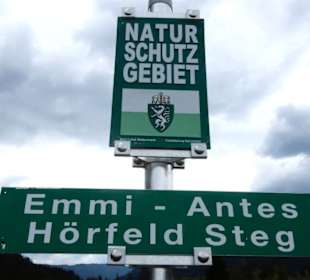 NATUR
SCHUTZ
GEBIET
Emmi - Antes
Hörfeld Steg